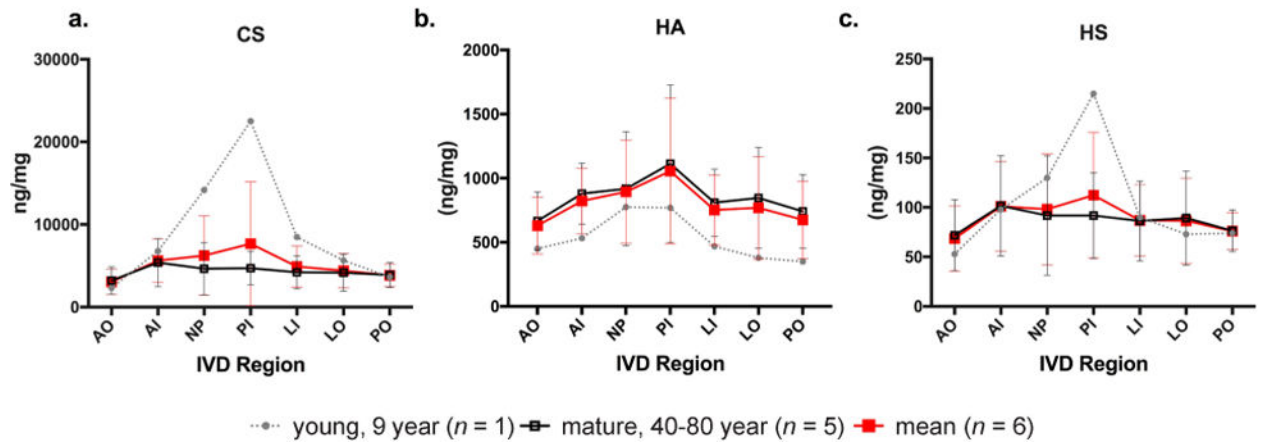 a.
CS
30000
20000
10000
0
ng/mg
AO AI NP PI LI LO PO
IVD Region
b.
HA
2000
1500
1000
500
0
(ng/mg)
AO AI NP PI LI LO PO
IVD Region
c.
HS
250
200
150
100
50
0
(ng/mg)
AO AI NP PI LI LO PO
IVD Region
young, 9 year (n = 1) mature, 40-80 year (n = 5) mean (n = 6)